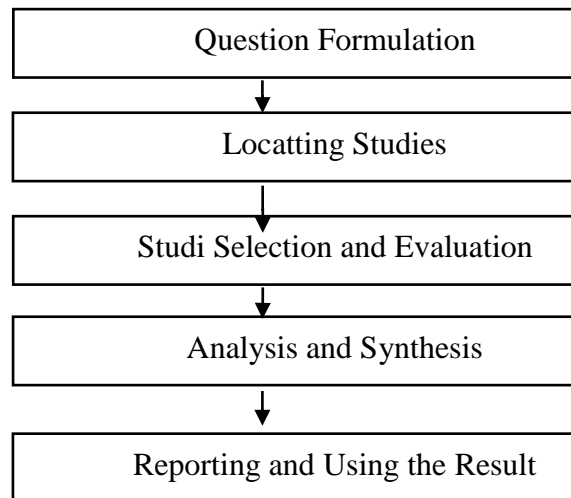 Question Formulation
Locatting Studies
Studi Selection and Evaluation
Analysis and Synthesis
Reporting and Using the Result